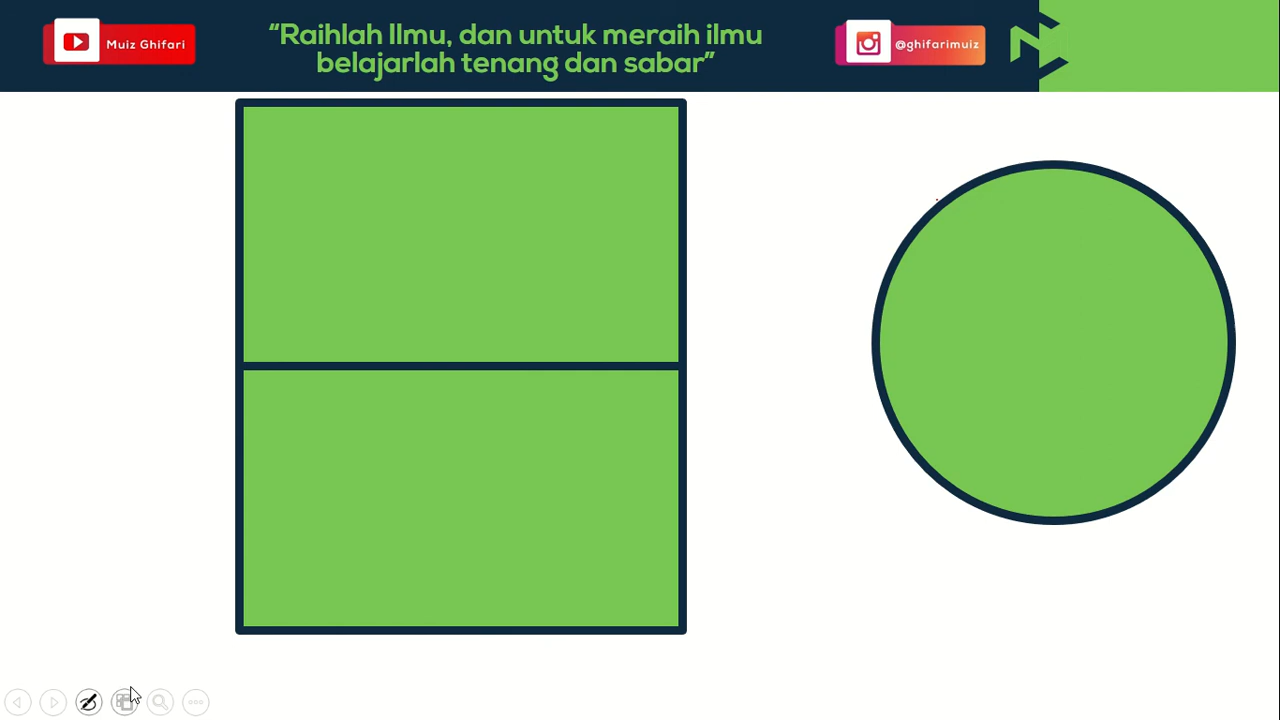 Muiz Ghifari
“Raihlah Ilmu, dan untuk meraih ilmu
belajarlah tenang dan sabar”
@ghifarimuiz